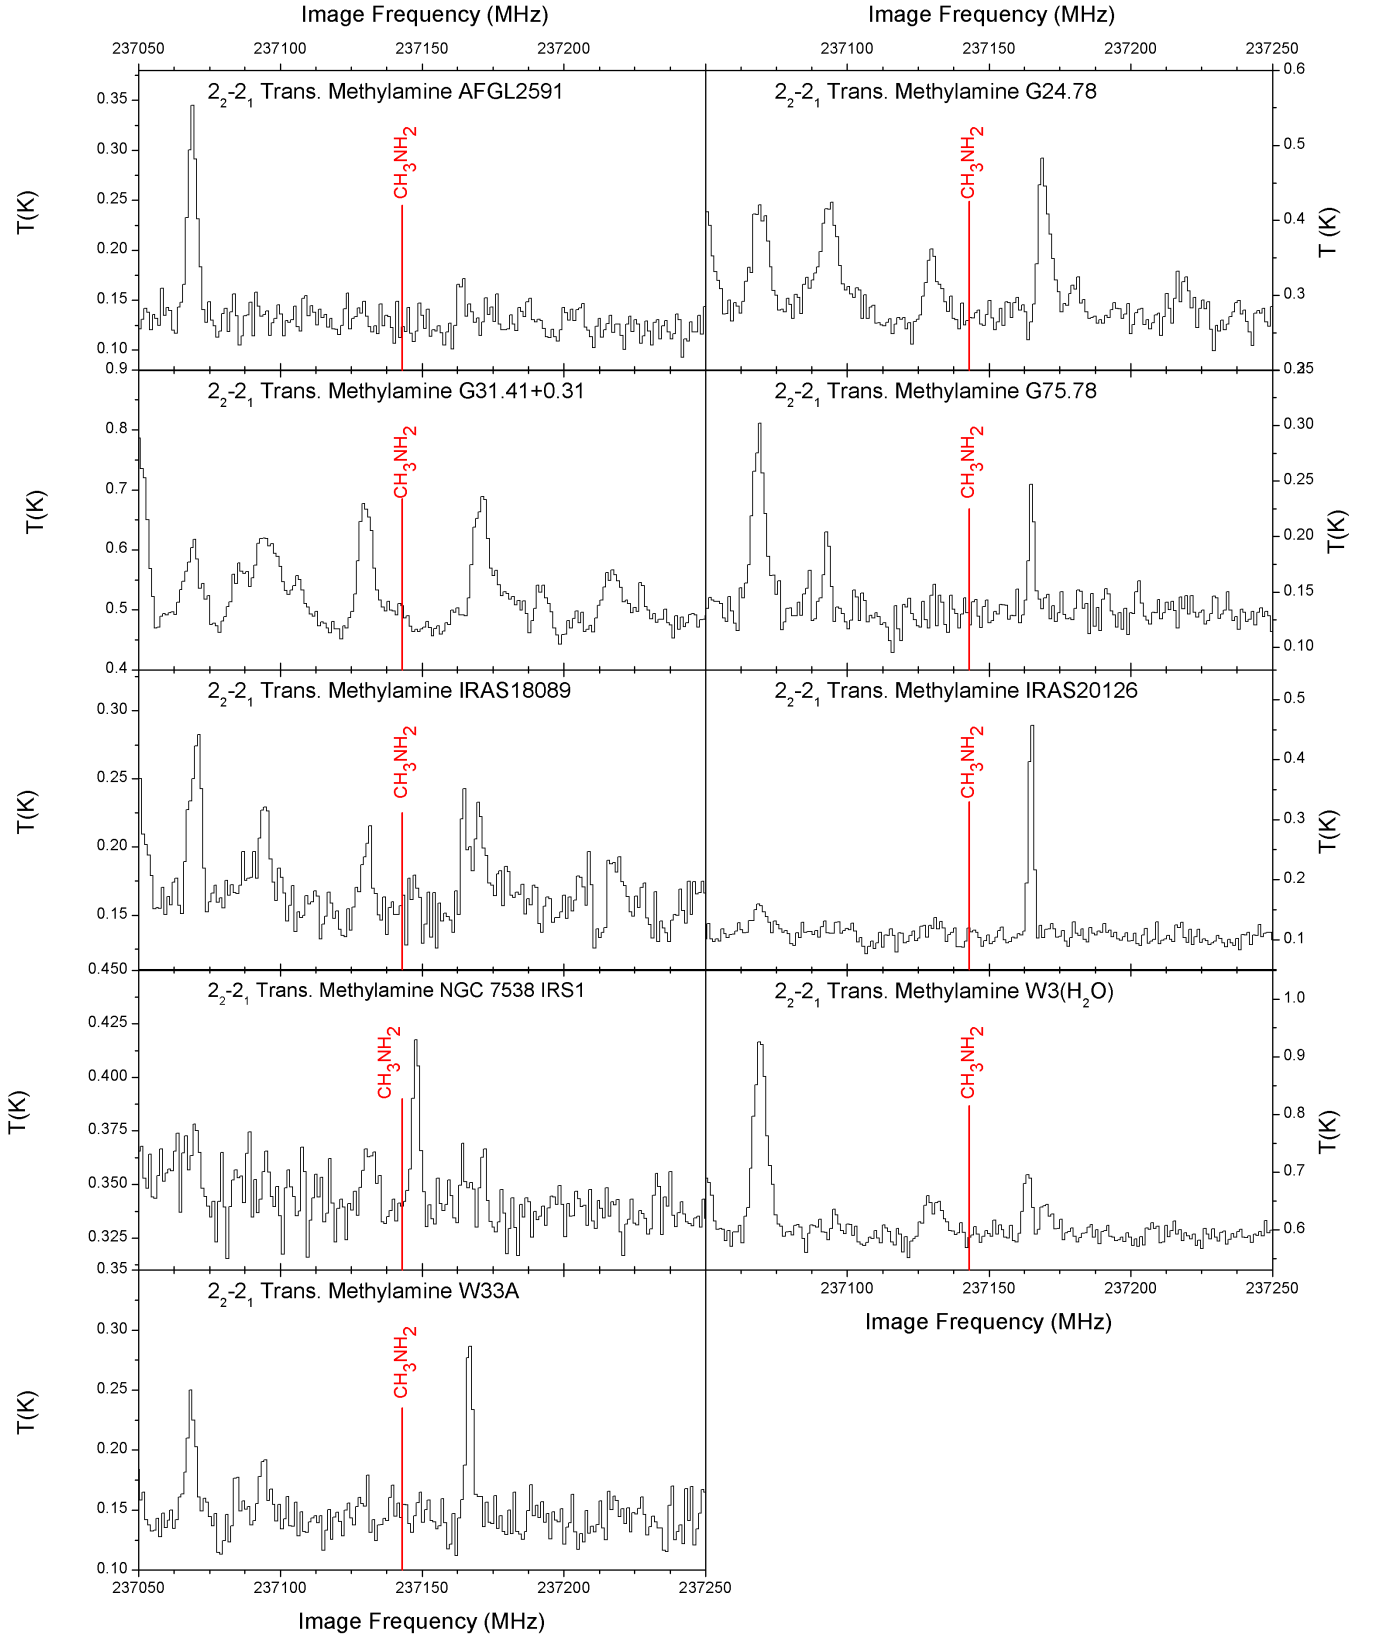 Image Frequency (MHz) Image Frequency (MHz)
237050 237100 237150 237200 237100 237150 237200 237250
2₂-2₁ Trans. Methylamine AFGL2591
CH₃NH₂
T(K)
0.35
0.30
0.25
0.20
0.15
0.10
2₂-2₁ Trans. Methylamine G24.78
CH₃NH₂
T (K)
0.6
0.5
0.4
0.3
2₂-2₁ Trans. Methylamine G31.41+0.31
CH₃NH₂
T(K)
0.9
0.8
0.7
0.6
0.5
0.4
2₂-2₁ Trans. Methylamine G75.78
CH₃NH₂
T(K)
0.30
0.25
0.20
0.15
0.10
2₂-2₁ Trans. Methylamine IRAS18089
CH₃NH₂
T(K)
0.30
0.25
0.20
0.15
2₂-2₁ Trans. Methylamine IRAS20126
CH₃NH₂
T(K)
0.5
0.4
0.3
0.2
0.1
2₂-2₁ Trans. Methylamine NGC 7538 IRS1
CH₃NH₂
T(K)
0.450
0.425
0.400
0.375
0.350
0.325
2₂-2₁ Trans. Methylamine W3(H₂O)
CH₃NH₂
T(K)
1.0
0.9
0.8
0.7
0.6
237100 237150 237200 237250
Image Frequency (MHz)
2₂-2₁ Trans. Methylamine W33A
CH₃NH₂
T(K)
0.35
0.30
0.25
0.20
0.15
0.10
237050 237100 237150 237200 237250
Image Frequency (MHz)